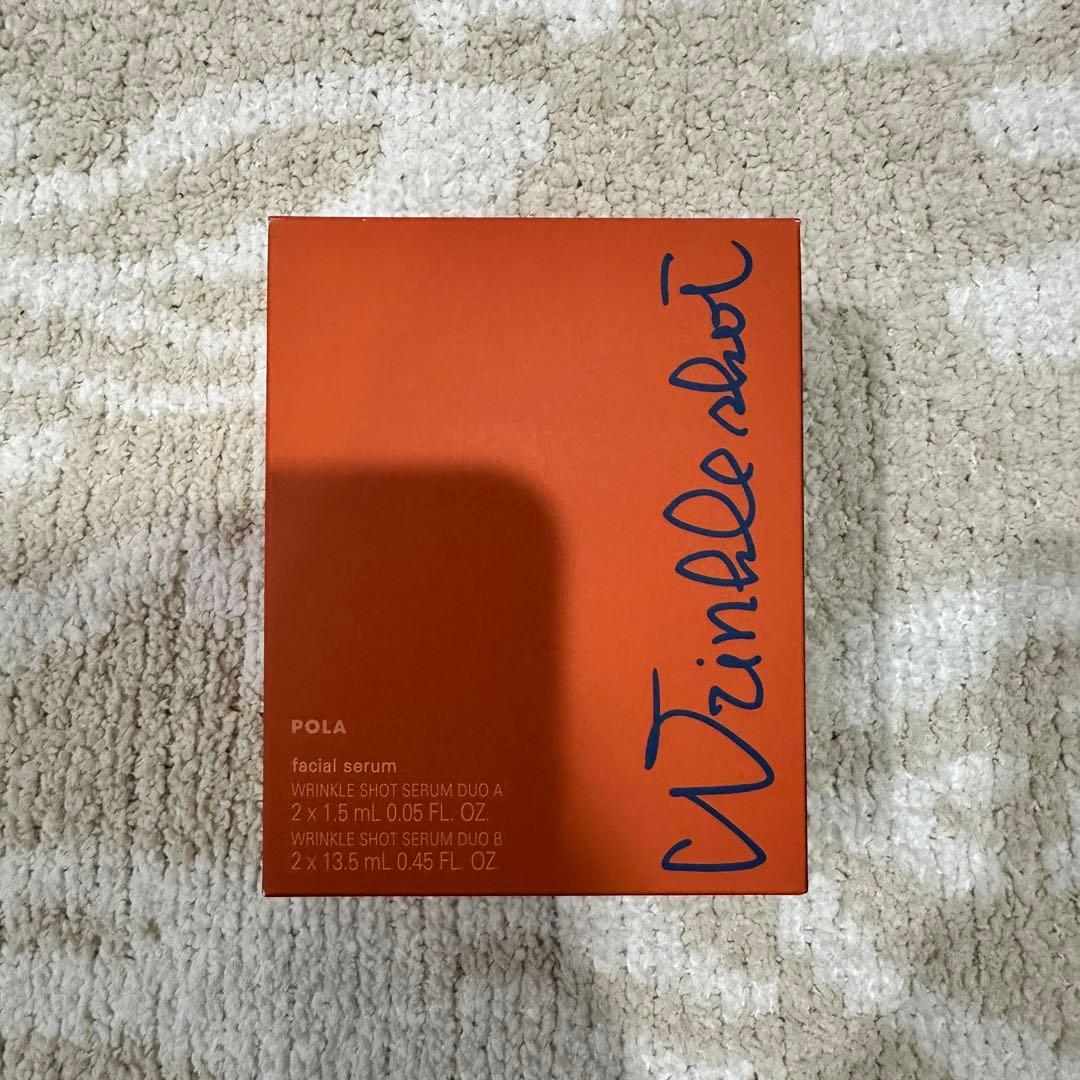 Wrinkle shot
POLA
facial serum
WRINKLE SHOT SERUM DUO A
2 x 1.5 mL 0.05 FL. OZ.
WRINKLE SHOT SERUM DUO B
2 x 13.5 mL 0.45 FL. OZ.